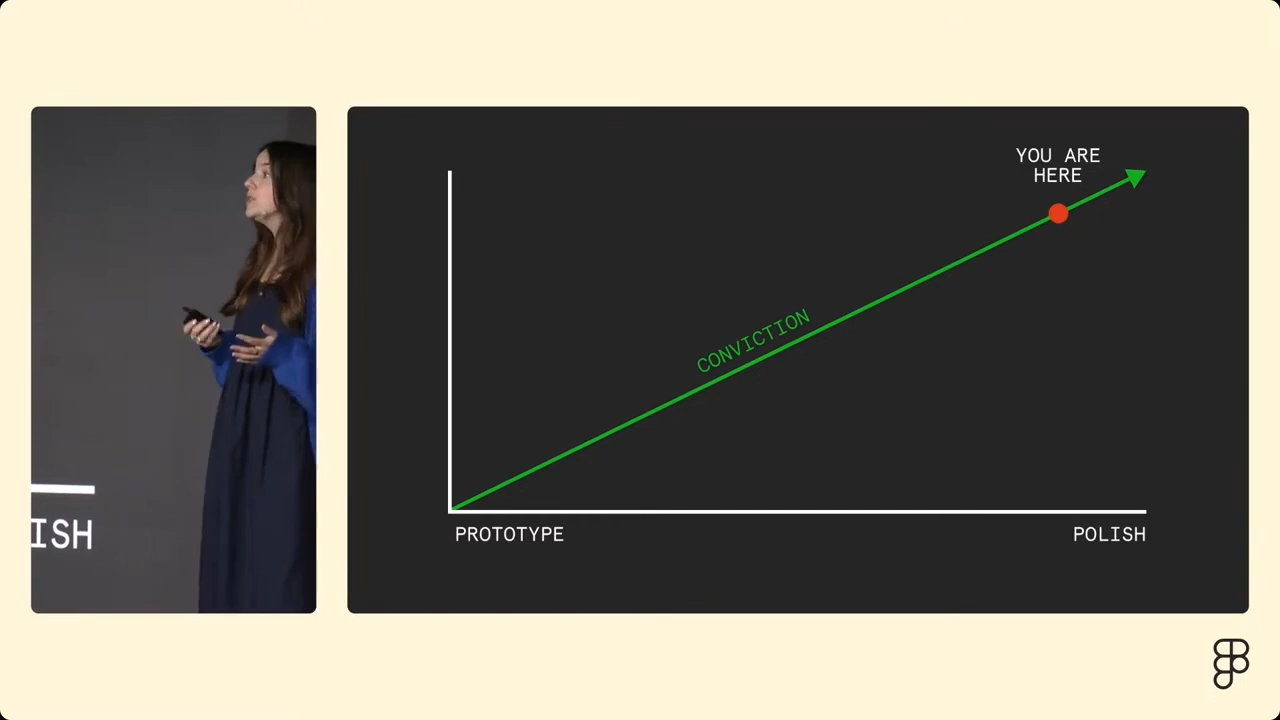 ISH
YOU ARE
HERE
CONVICTION
PROTOTYPE
POLISH